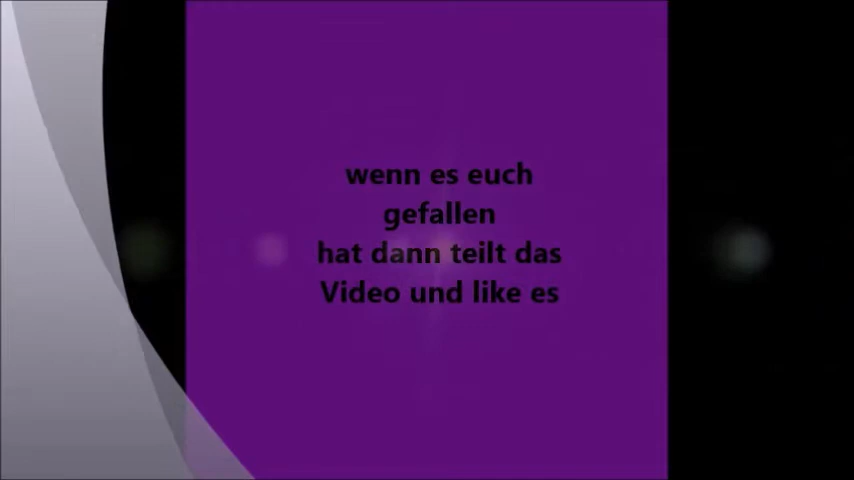 wenn es euch
gefallen
hat dann teilt das
Video und like es